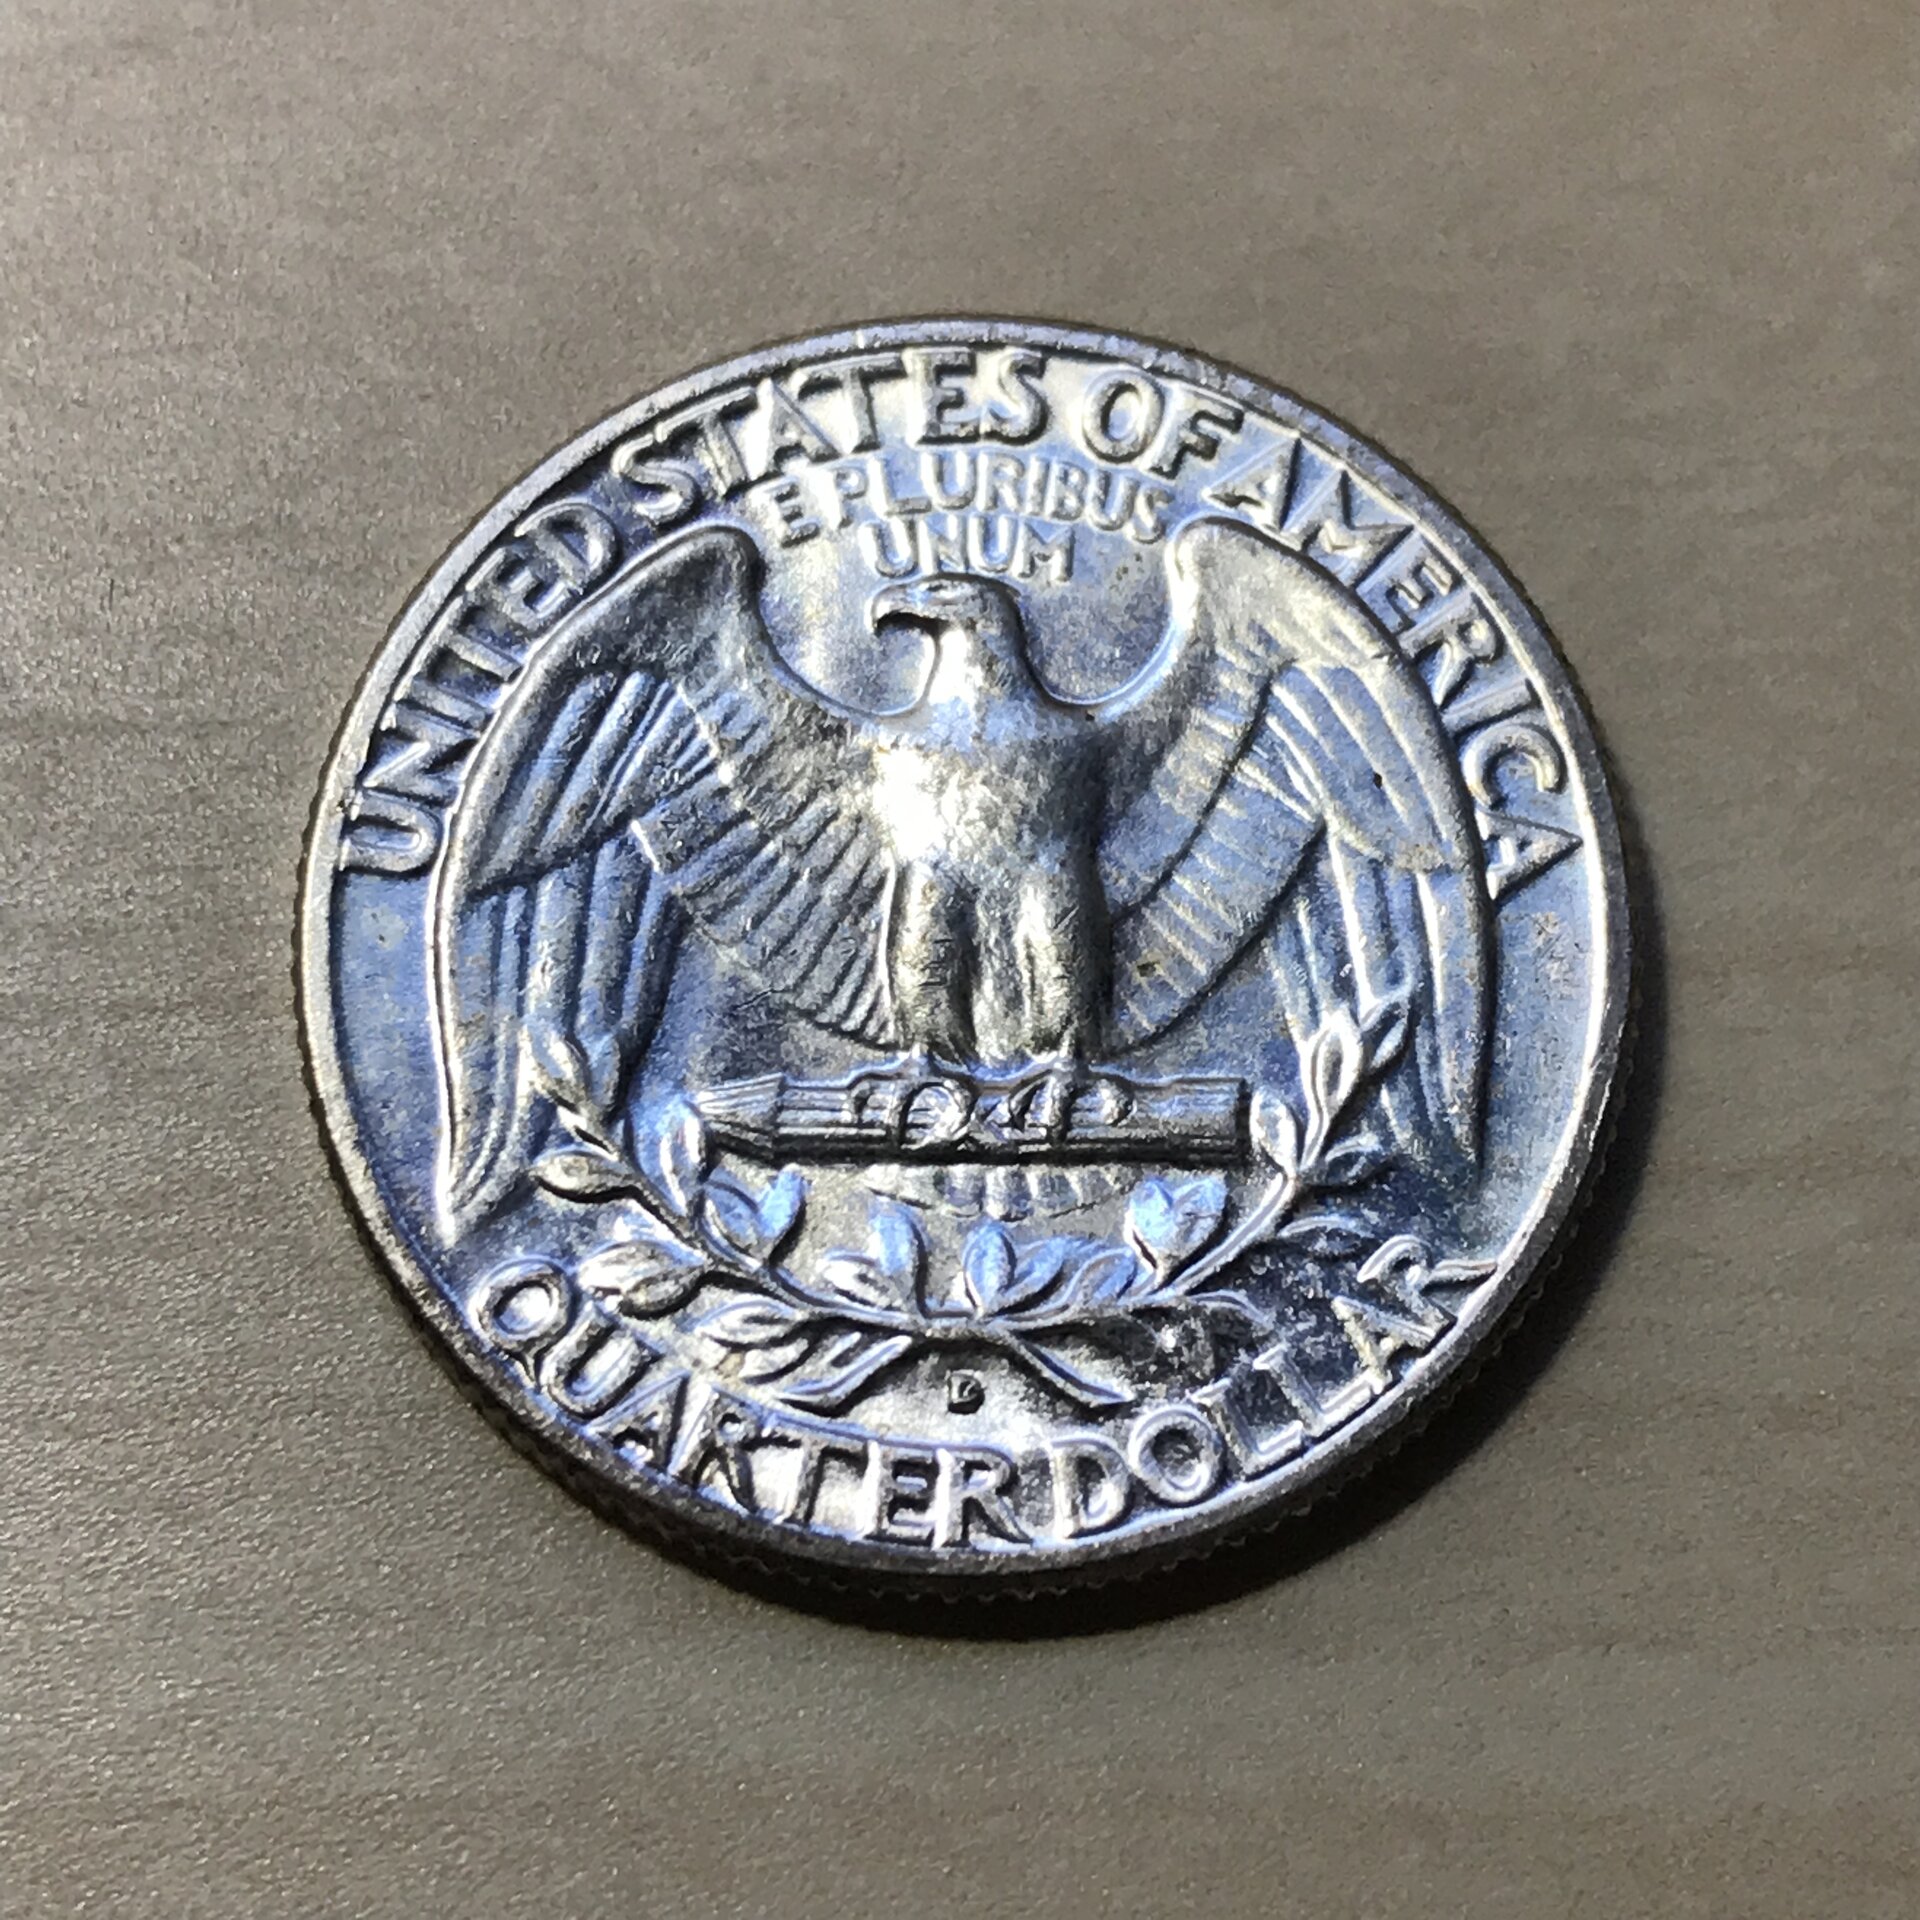 UNITED STATES OF AMERICA
E PLURIBUS
UNUM
D
QUARTER DOLLAR